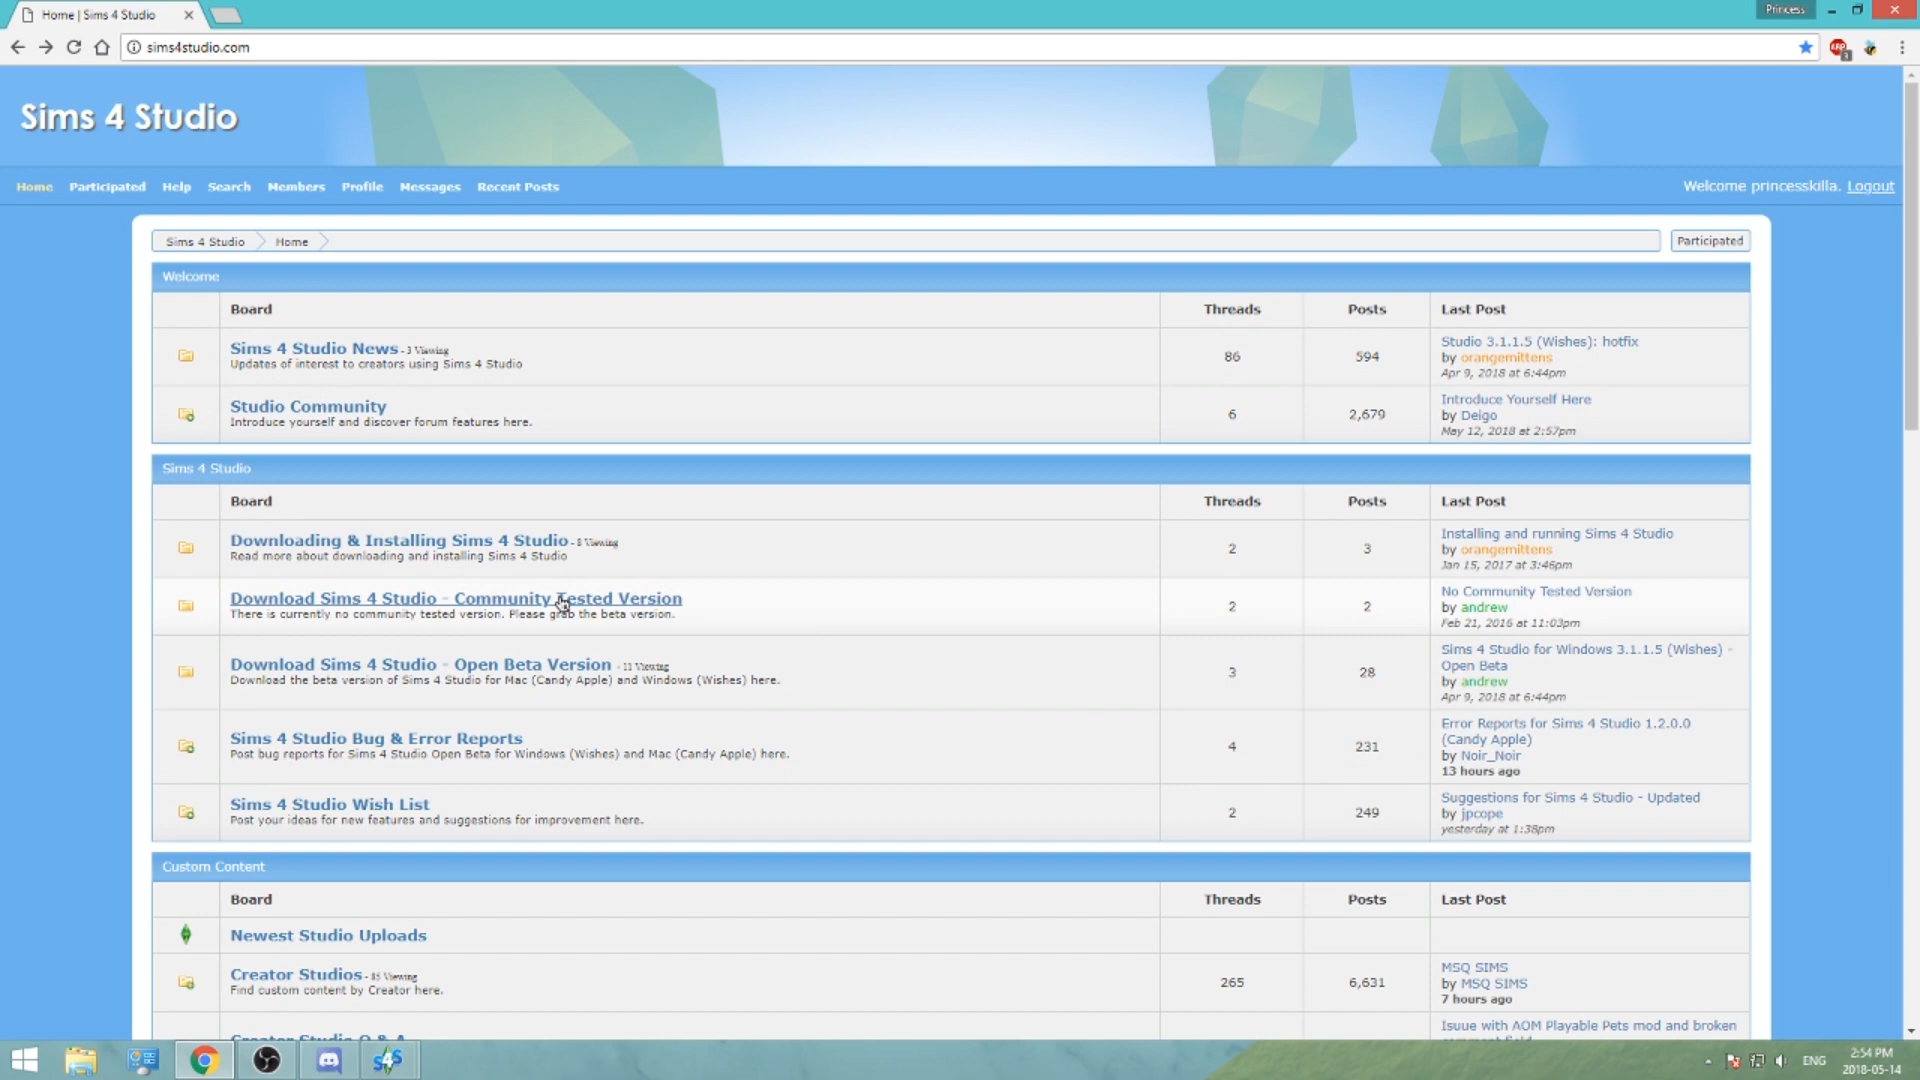 Home | Sims 4 Studio
Princess
sims4studio.com
Sims 4 Studio
Home Participated Help Search Members Profile Messages Recent Posts
Welcome princesskilla. Logout
Sims 4 Studio Home
Participated
Welcome
Board Threads Posts Last Post
Sims 4 Studio News - 3 Viewing
Updates of interest to creators using Sims 4 Studio
86 594
Studio 3.1.1.5 (Wishes): hotfix
by orangemittens
Apr 9, 2018 at 6:44pm
Studio Community
Introduce yourself and discover forum features here.
6 2,679
Introduce Yourself Here
by Deigo
May 12, 2018 at 2:57pm
Sims 4 Studio
Board Threads Posts Last Post
Downloading & Installing Sims 4 Studio - 8 Viewing
Read more about downloading and installing Sims 4 Studio
2 3
Installing and running Sims 4 Studio
by orangemittens
Jan 15, 2017 at 3:46pm
Download Sims 4 Studio - Community Tested Version
There is currently no community tested version. Please grab the beta version.
2 2
No Community Tested Version
by andrew
Feb 21, 2016 at 11:03pm
Download Sims 4 Studio - Open Beta Version - 11 Viewing
Download the beta version of Sims 4 Studio for Mac (Candy Apple) and Windows (Wishes) here.
3 28
Sims 4 Studio for Windows 3.1.1.5 (Wishes) -
Open Beta
by andrew
Apr 9, 2018 at 6:44pm
Sims 4 Studio Bug & Error Reports
Post bug reports for Sims 4 Studio Open Beta for Windows (Wishes) and Mac (Candy Apple) here.
4 231
Error Reports for Sims 4 Studio 1.2.0.0
(Candy Apple)
by Noir_Noir
13 hours ago
Sims 4 Studio Wish List
Post your ideas for new features and suggestions for improvement here.
2 249
Suggestions for Sims 4 Studio - Updated
by jpcope
yesterday at 1:38pm
Custom Content
Board Threads Posts Last Post
Newest Studio Uploads
Creator Studios - 85 Viewing
Find custom content by Creator here.
265 6,631
MSQ SIMS
by MSQ SIMS
7 hours ago
Creator Studio Q & A
Isuue with AOM Playable Pets mod and broken
ENG
2:54 PM
2018-05-14